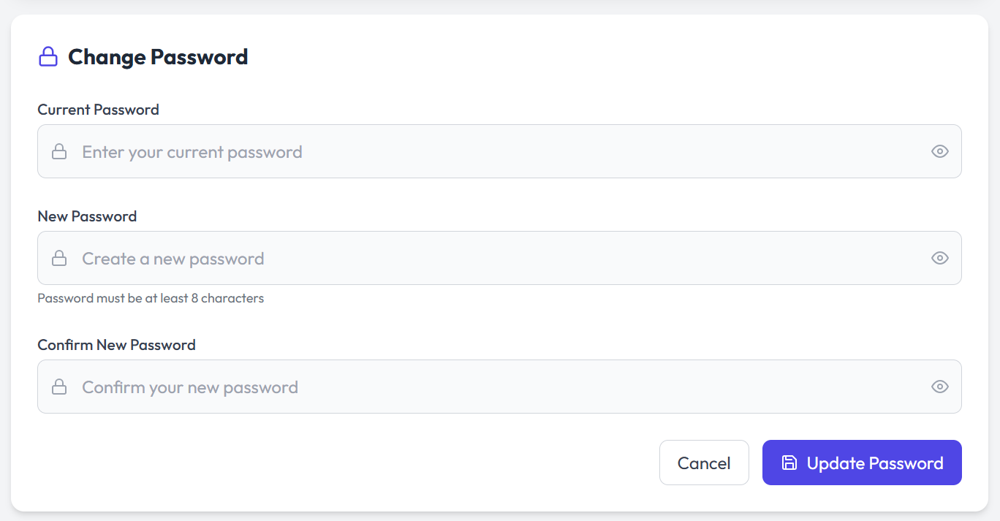 Change Password
Current Password
Enter your current password
New Password
Create a new password
Password must be at least 8 characters
Confirm New Password
Confirm your new password
Cancel
Update Password